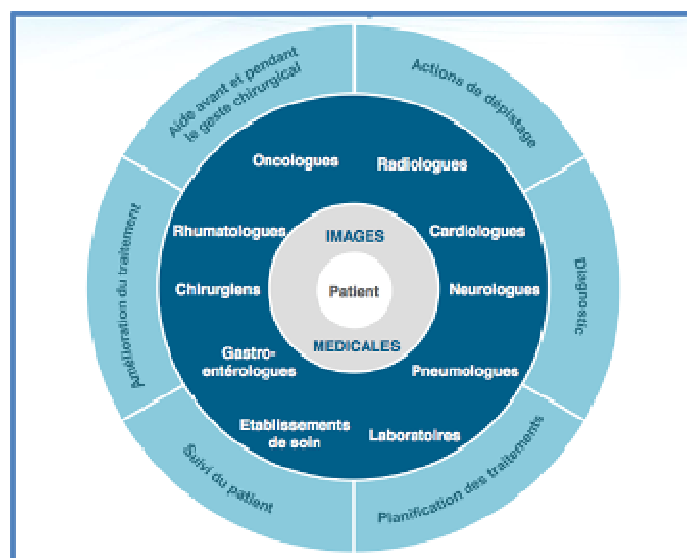 Aide avant et pendant
le geste chirurgical
Actions de dépistage
Oncologues
Radiologues
Rhumatologues
IMAGES
Cardiologues
Amélioration du traitement
Chirurgiens
Patient
Neurologues
Diagnostic
MEDICALES
Gastro-
entérologues
Pneumologues
Etablissements
de soin
Laboratoires
Suivi du patient
Planification des traitements